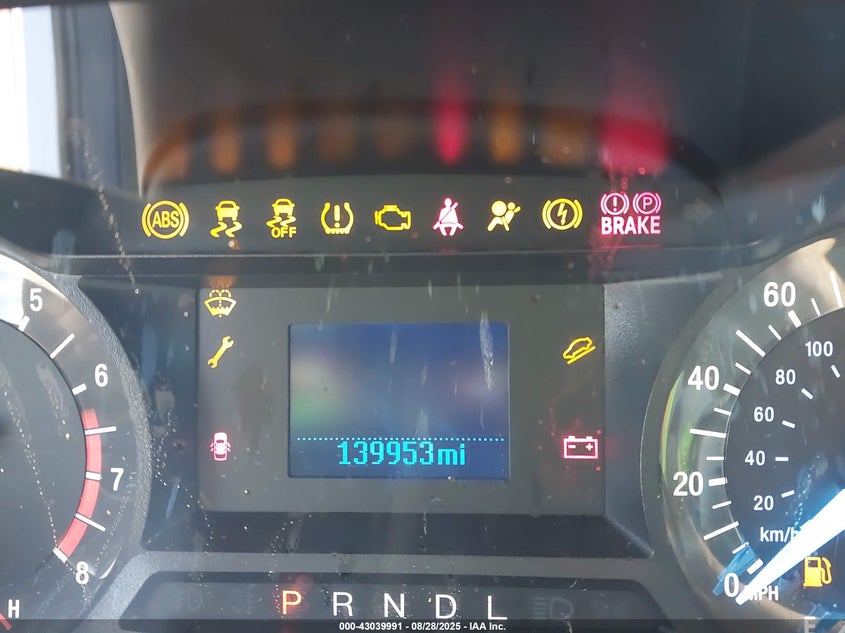 ABS OFF P BRAKE
5 6 7 8 H
139953mi
60 40 20 0 MPH
100 80 60 40 20 km/h
P R N D L
E
000-43039991 - 08/28/2025 - IAA Inc.